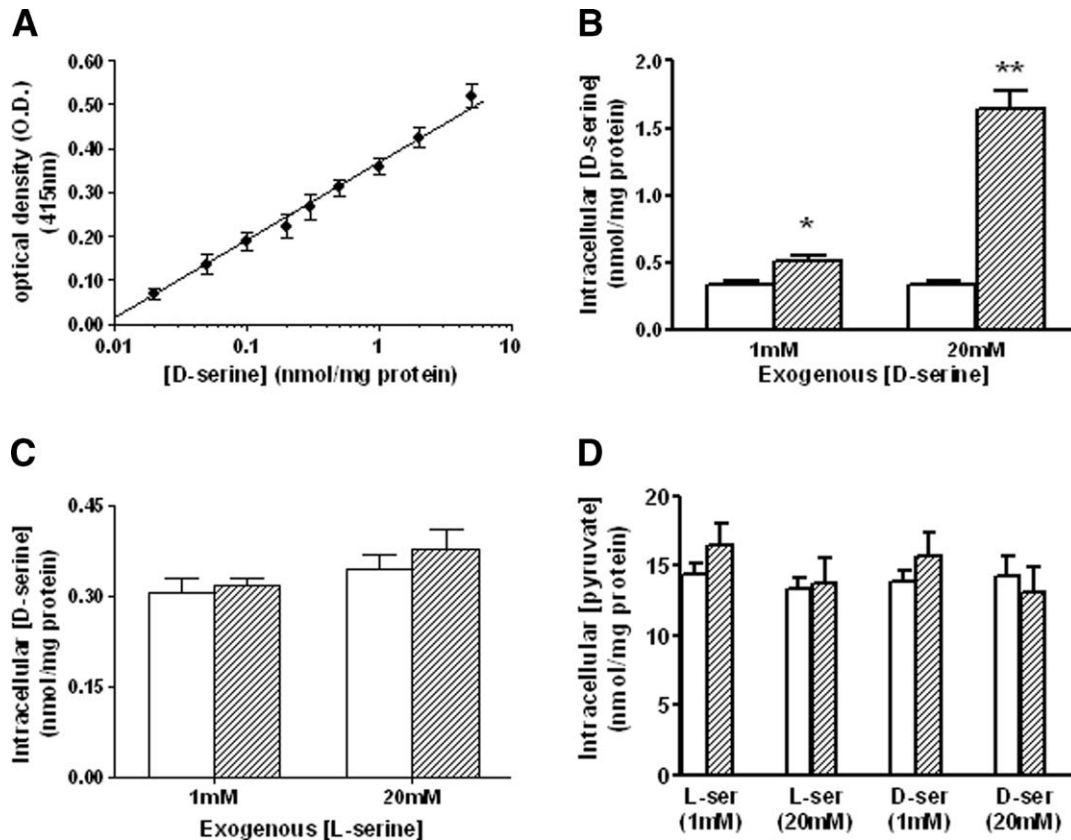 A
optical density (O.D.)
(415nm)
0.60
0.50
0.40
0.30
0.20
0.10
0.00
0.01
0.1
1
10
[D-serine] (nmol/mg protein)
B
Intracellular [D-serine]
(nmol/mg protein)
2.0
1.5
1.0
0.5
0.0
*
**
1mM
20mM
Exogenous [D-serine]
C
Intracellular [D-serine]
(nmol/mg protein)
0.45
0.30
0.15
0.00
1mM
20mM
Exogenous [L-serine]
D
Intracellular [pyruvate]
(nmol/mg protein)
20
15
10
5
0
L-ser L-ser D-ser D-ser
(1mM) (20mM) (1mM) (20mM)